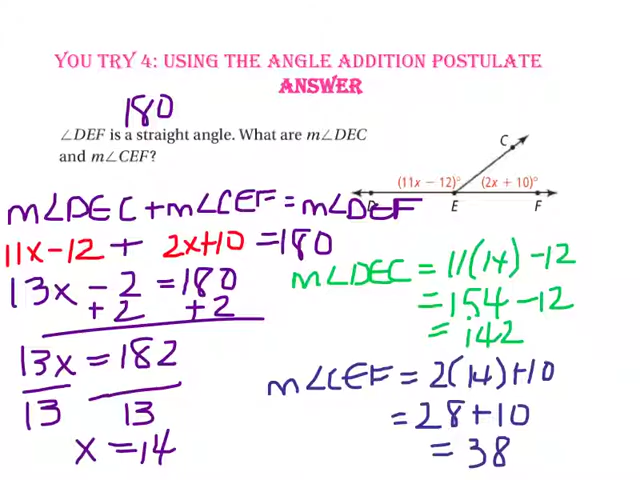 YOU TRY 4: USING THE ANGLE ADDITION POSTULATE
ANSWER
180
∠DEF is a straight angle. What are m∠DEC
and m∠CEF?
C
(11x − 12)° (2x + 10)°
D E F
m∠DEC + m∠CEF = m∠DEF
11x − 12 + 2x + 10 = 180
13x − 2 = 180
+ 2 + 2
13x = 182
13 13
x = 14
m∠DEC = 11(14) − 12
= 154 − 12
= 142
m∠CEF = 2(14) + 10
= 28 + 10
= 38